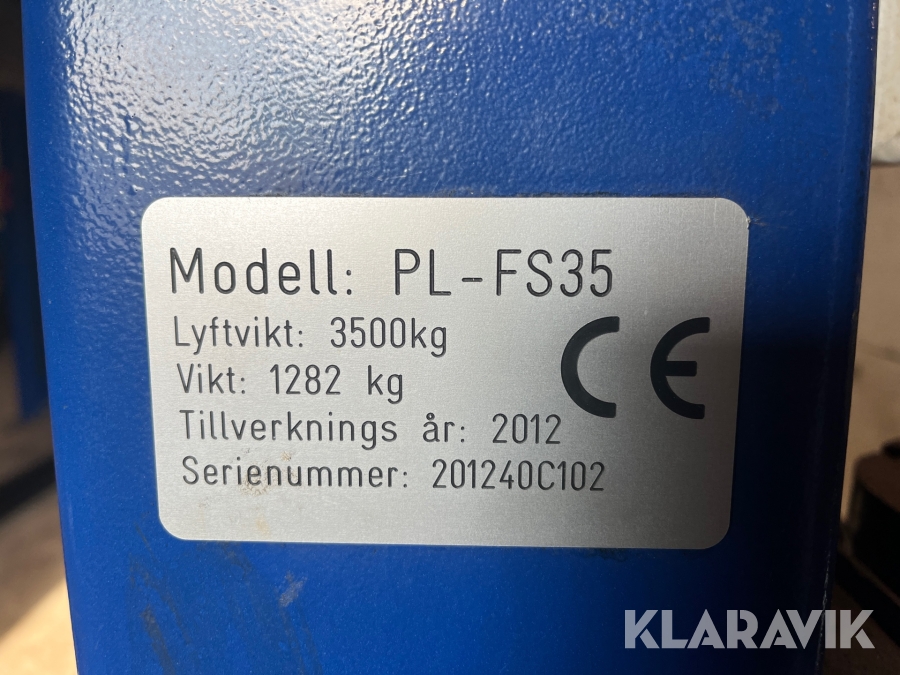 Modell: PL-FS35
Lyftvikt: 3500kg
Vikt: 1282 kg
CE
Tillverknings år: 2012
Serienummer: 201240C102
KLARAVIK